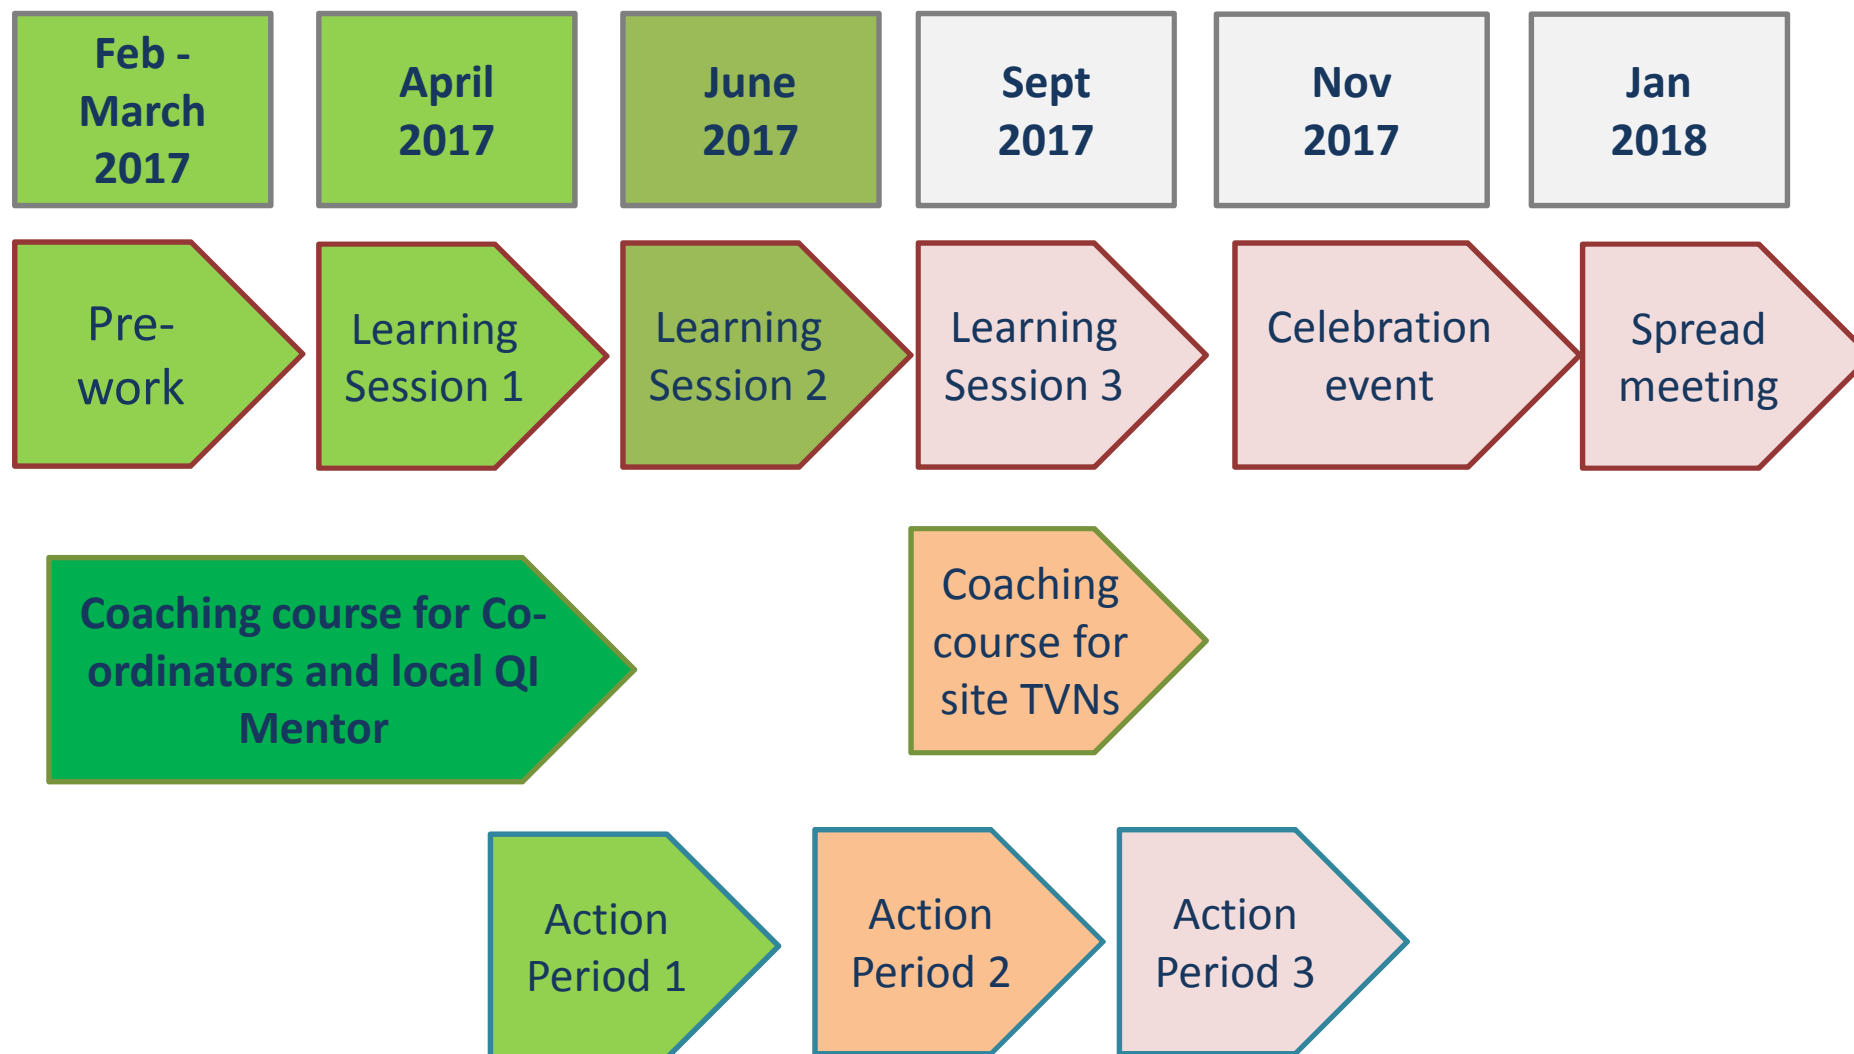 Feb -
March
2017
April
2017
June
2017
Sept
2017
Nov
2017
Jan
2018
Pre-
work
Learning
Session 1
Learning
Session 2
Learning
Session 3
Celebration
event
Spread
meeting
Coaching course for Co-
ordinators and local QI
Mentor
Coaching
course for
site TVNs
Action
Period 1
Action
Period 2
Action
Period 3